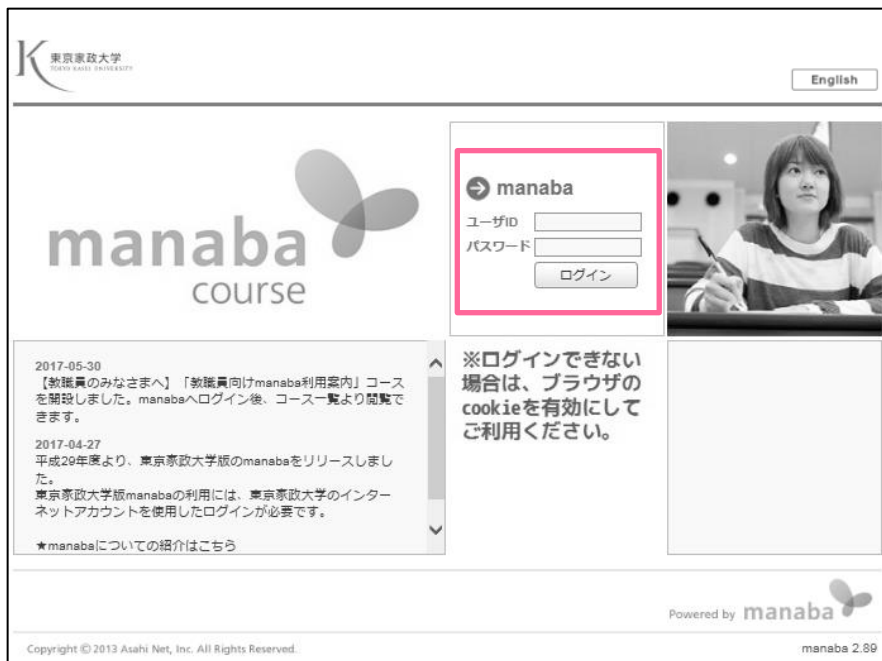 東京家政大学
TOKYO KASEI UNIVERSITY
English
manaba
course
manaba
ユーザID
パスワード
ログイン
2017-05-30
【教職員のみなさまへ】「教職員向けmanaba利用案内」コース
を開設しました。manabaへログイン後、コース一覧より閲覧で
きます。
2017-04-27
平成29年度より、東京家政大学版のmanabaをリリースしまし
た。
東京家政大学版manabaの利用には、東京家政大学のインター
ネットアカウントを使用したログインが必要です。
★manabaについての紹介はこちら
※ログインできない
場合は、ブラウザの
cookieを有効にして
ご利用ください。
Powered by manaba
Copyright © 2013 Asahi Net, Inc. All Rights Reserved.
manaba 2.89